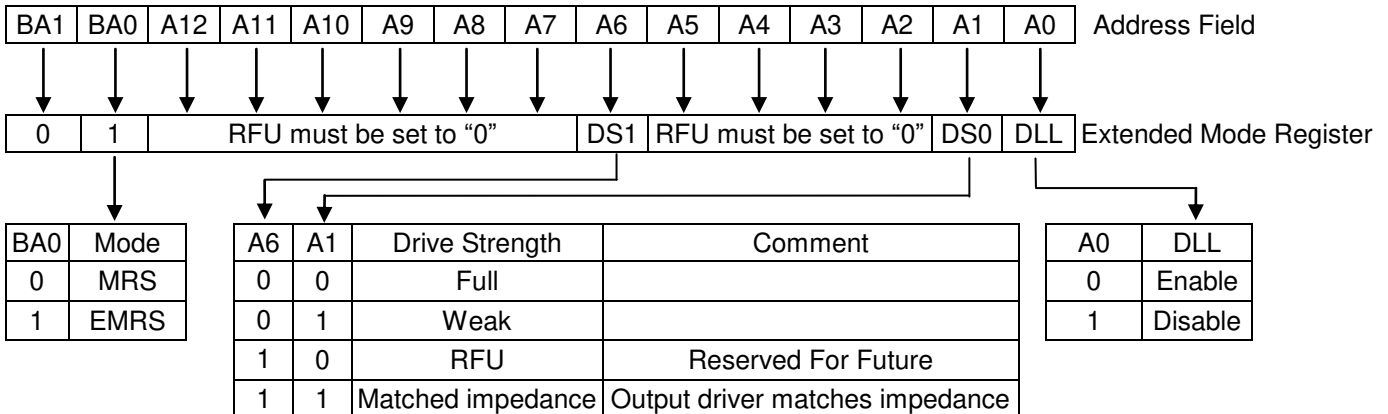 BA1 BA0 A12 A11 A10 A9 A8 A7 A6 A5 A4 A3 A2 A1 A0 Address Field
0 1 RFU must be set to “0” DS1 RFU must be set to “0” DS0 DLL Extended Mode Register
BA0 Mode
0 MRS
1 EMRS
A6 A1 Drive Strength Comment
0 0 Full
0 1 Weak
1 0 RFU Reserved For Future
1 1 Matched impedance Output driver matches impedance
A0 DLL
0 Enable
1 Disable